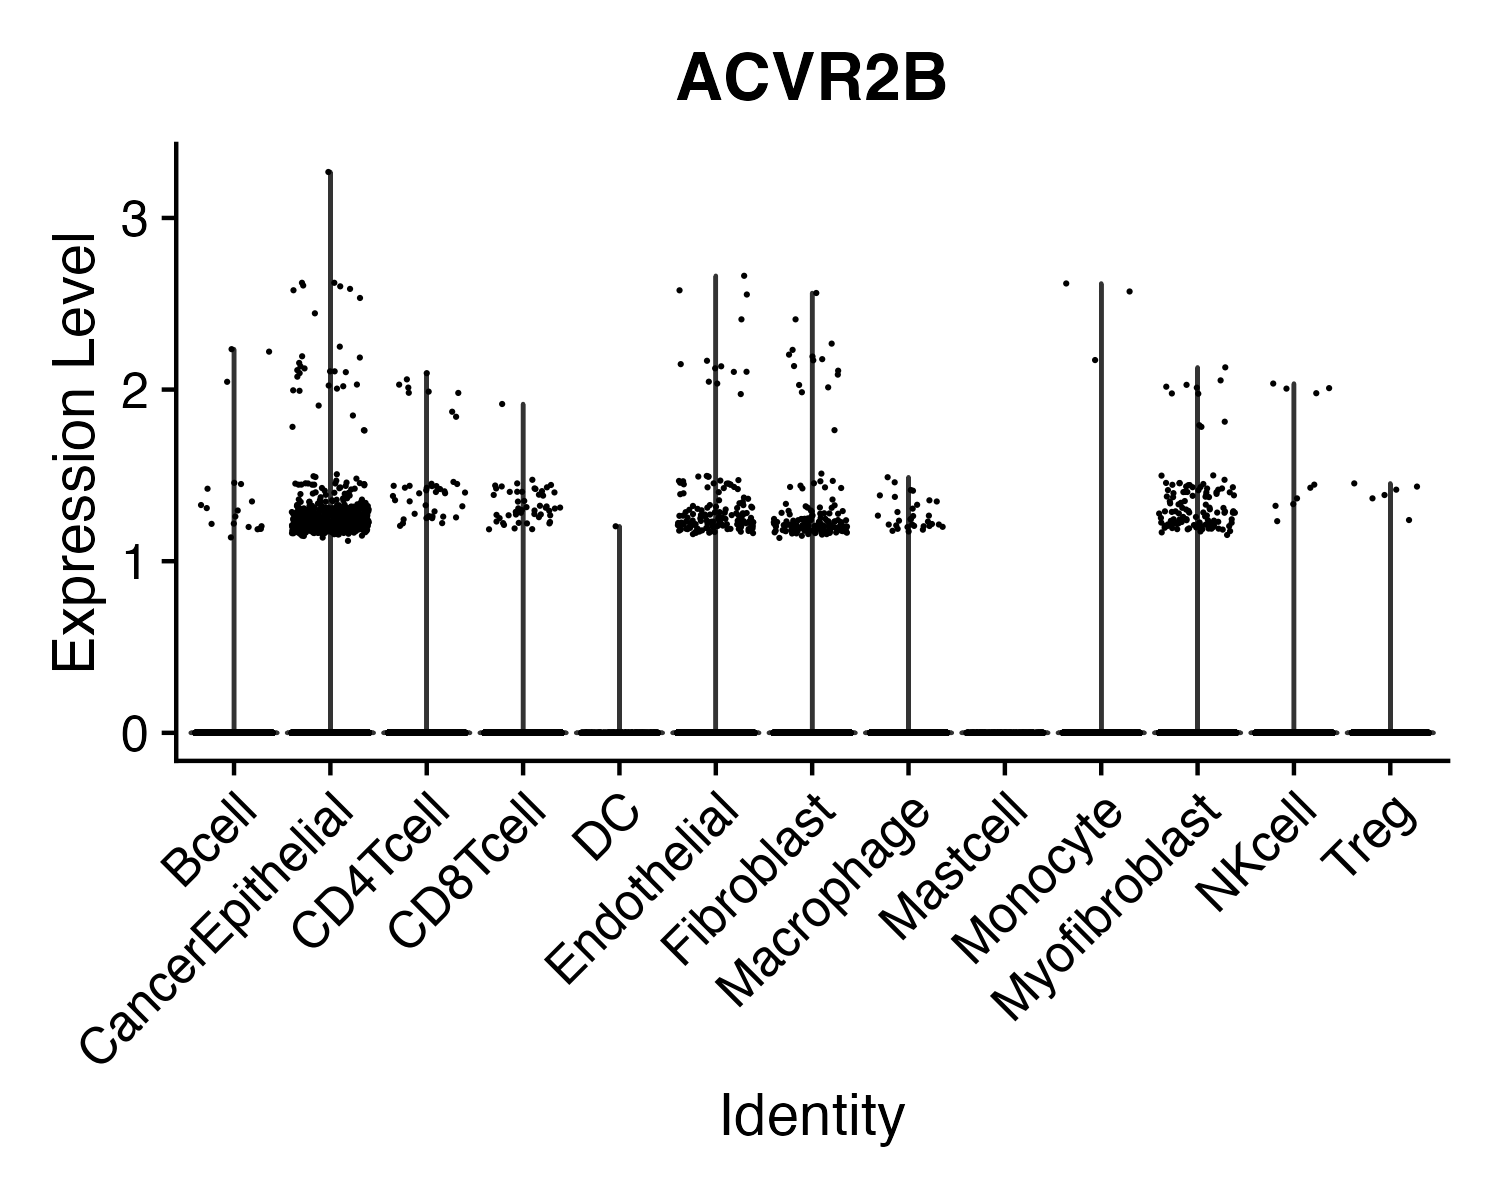 ACVR2B
Expression Level
3
2
1
0
Bcell
CancerEpithelial
CD4Tcell
CD8Tcell
DC
Endothelial
Fibroblast
Macrophage
Mastcell
Monocyte
Myofibroblast
NKcell
Treg
Identity